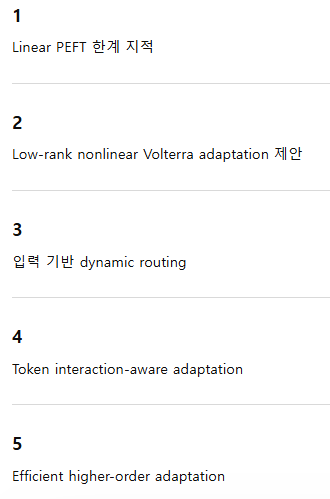 1
Linear PEFT 한계 지적
2
Low-rank nonlinear Volterra adaptation 제안
3
입력 기반 dynamic routing
4
Token interaction-aware adaptation
5
Efficient higher-order adaptation